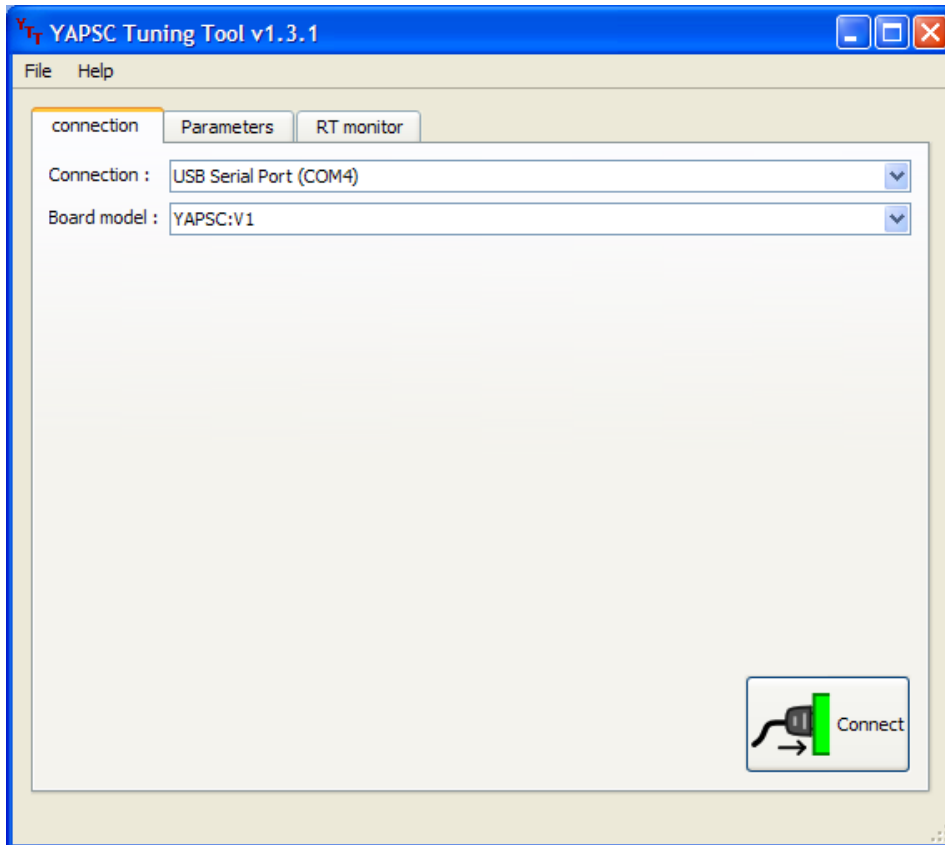 YTT YAPSC Tuning Tool v1.3.1
File Help
connection Parameters RT monitor
Connection : USB Serial Port (COM4)
Board model : YAPSC:V1
Connect